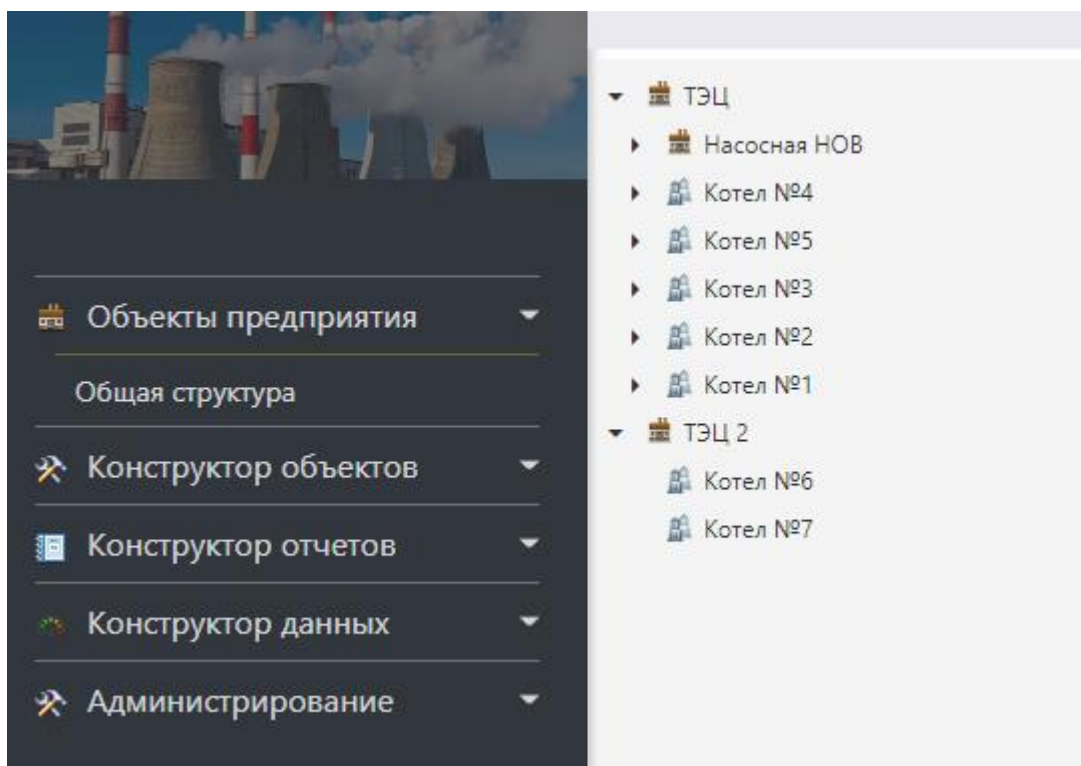 Объекты предприятия
Общая структура
Конструктор объектов
Конструктор отчетов
Конструктор данных
Администрирование
ТЭЦ
Насосная НОВ
Котел №4
Котел №5
Котел №3
Котел №2
Котел №1
ТЭЦ 2
Котел №6
Котел №7